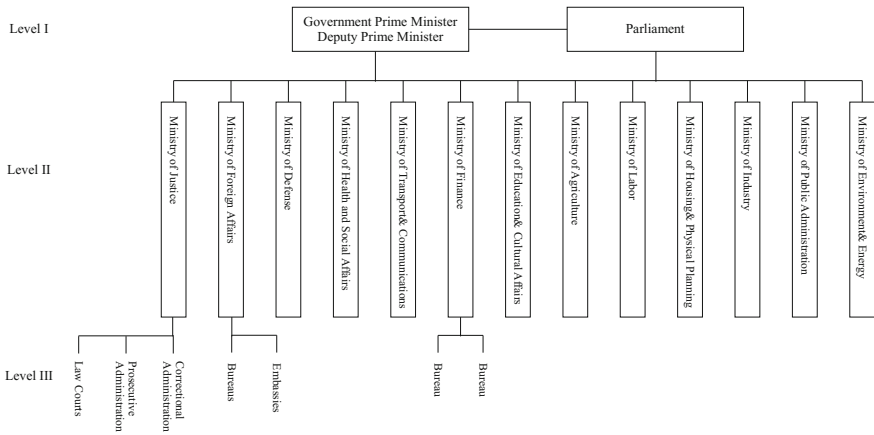 Level I
Government Prime Minister
Deputy Prime Minister
Parliament
Level II
Ministry of Justice
Ministry of Foreign Affairs
Ministry of Defense
Ministry of Health and Social Affairs
Ministry of Transport& Communications
Ministry of Finance
Ministry of Education& Cultural Affairs
Ministry of Agriculture
Ministry of Labor
Ministry of Housing& Physical Planning
Ministry of Industry
Ministry of Public Administration
Ministry of Environment& Energy
Level III
Law Courts
Prosecutive
Administration
Correctional
Administration
Bureaus
Embassies
Bureau
Bureau